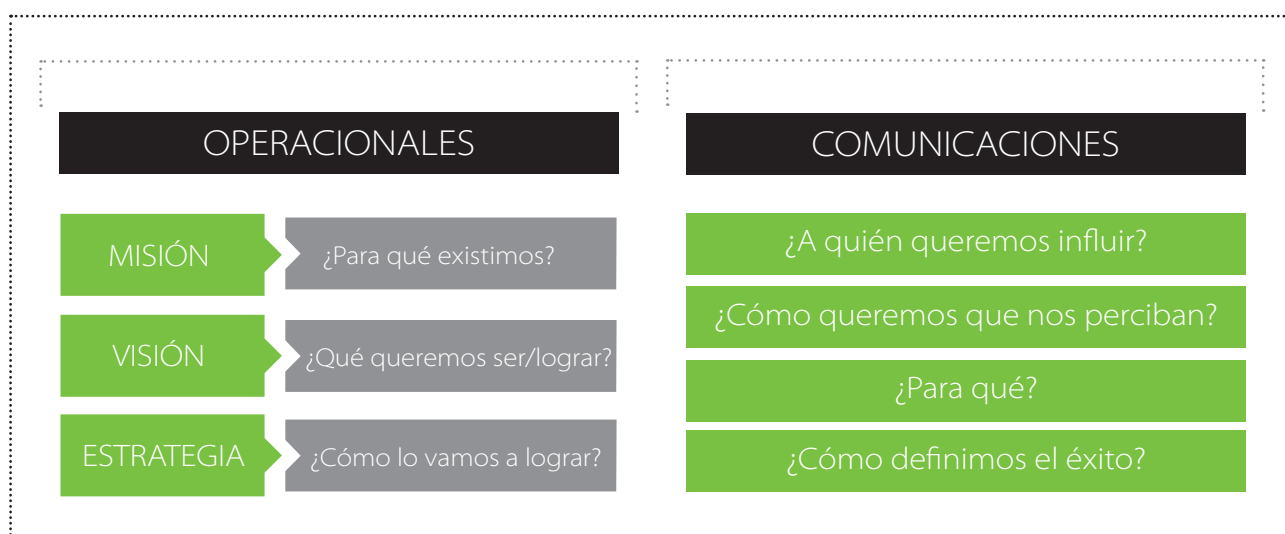 OPERACIONALES
MISIÓN
¿Para qué existimos?
VISIÓN
¿Qué queremos ser/lograr?
ESTRATEGIA
¿Cómo lo vamos a lograr?
COMUNICACIONES
¿A quién queremos influir?
¿Cómo queremos que nos perciban?
¿Para qué?
¿Cómo definimos el éxito?